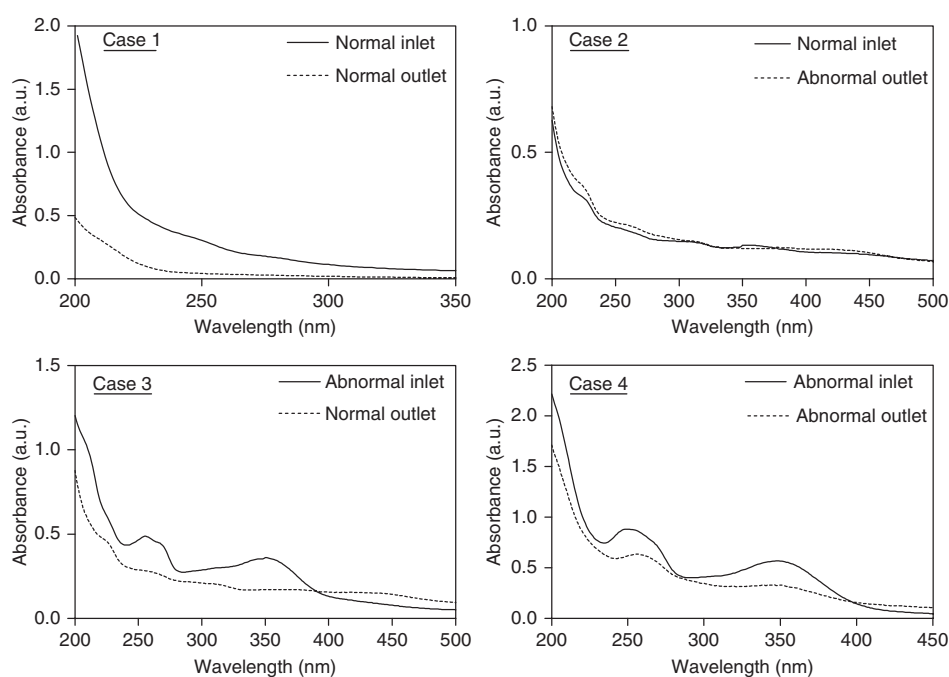 Case 1
Normal inlet
Normal outlet
2.0
1.5
1.0
0.5
0.0
Absorbance (a.u.)
200
250
300
350
Wavelength (nm)
Case 2
Normal inlet
Abnormal outlet
1.0
0.5
0.0
Absorbance (a.u.)
200
250
300
350
400
450
500
Wavelength (nm)
Case 3
Abnormal inlet
Normal outlet
1.5
1.0
0.5
0.0
Absorbance (a.u.)
200
250
300
350
400
450
500
Wavelength (nm)
Case 4
Abnormal inlet
Abnormal outlet
2.5
2.0
1.5
1.0
0.5
0.0
Absorbance (a.u.)
200
250
300
350
400
450
Wavelength (nm)